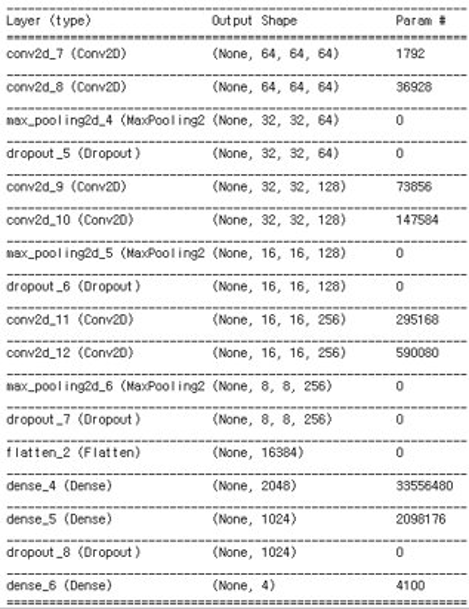 Layer (type) Output Shape Param #
conv2d_7 (Conv2D) (None, 64, 64, 64) 1792
conv2d_8 (Conv2D) (None, 64, 64, 64) 36928
max_pooling2d_4 (MaxPooling2 (None, 32, 32, 64) 0
dropout_5 (Dropout) (None, 32, 32, 64) 0
conv2d_9 (Conv2D) (None, 32, 32, 128) 73856
conv2d_10 (Conv2D) (None, 32, 32, 128) 147584
max_pooling2d_5 (MaxPooling2 (None, 16, 16, 128) 0
dropout_6 (Dropout) (None, 16, 16, 128) 0
conv2d_11 (Conv2D) (None, 16, 16, 256) 295168
conv2d_12 (Conv2D) (None, 16, 16, 256) 590080
max_pooling2d_6 (MaxPooling2 (None, 8, 8, 256) 0
dropout_7 (Dropout) (None, 8, 8, 256) 0
flatten_2 (Flatten) (None, 16384) 0
dense_4 (Dense) (None, 2048) 33556480
dense_5 (Dense) (None, 1024) 2098176
dropout_8 (Dropout) (None, 1024) 0
dense_6 (Dense) (None, 4) 4100